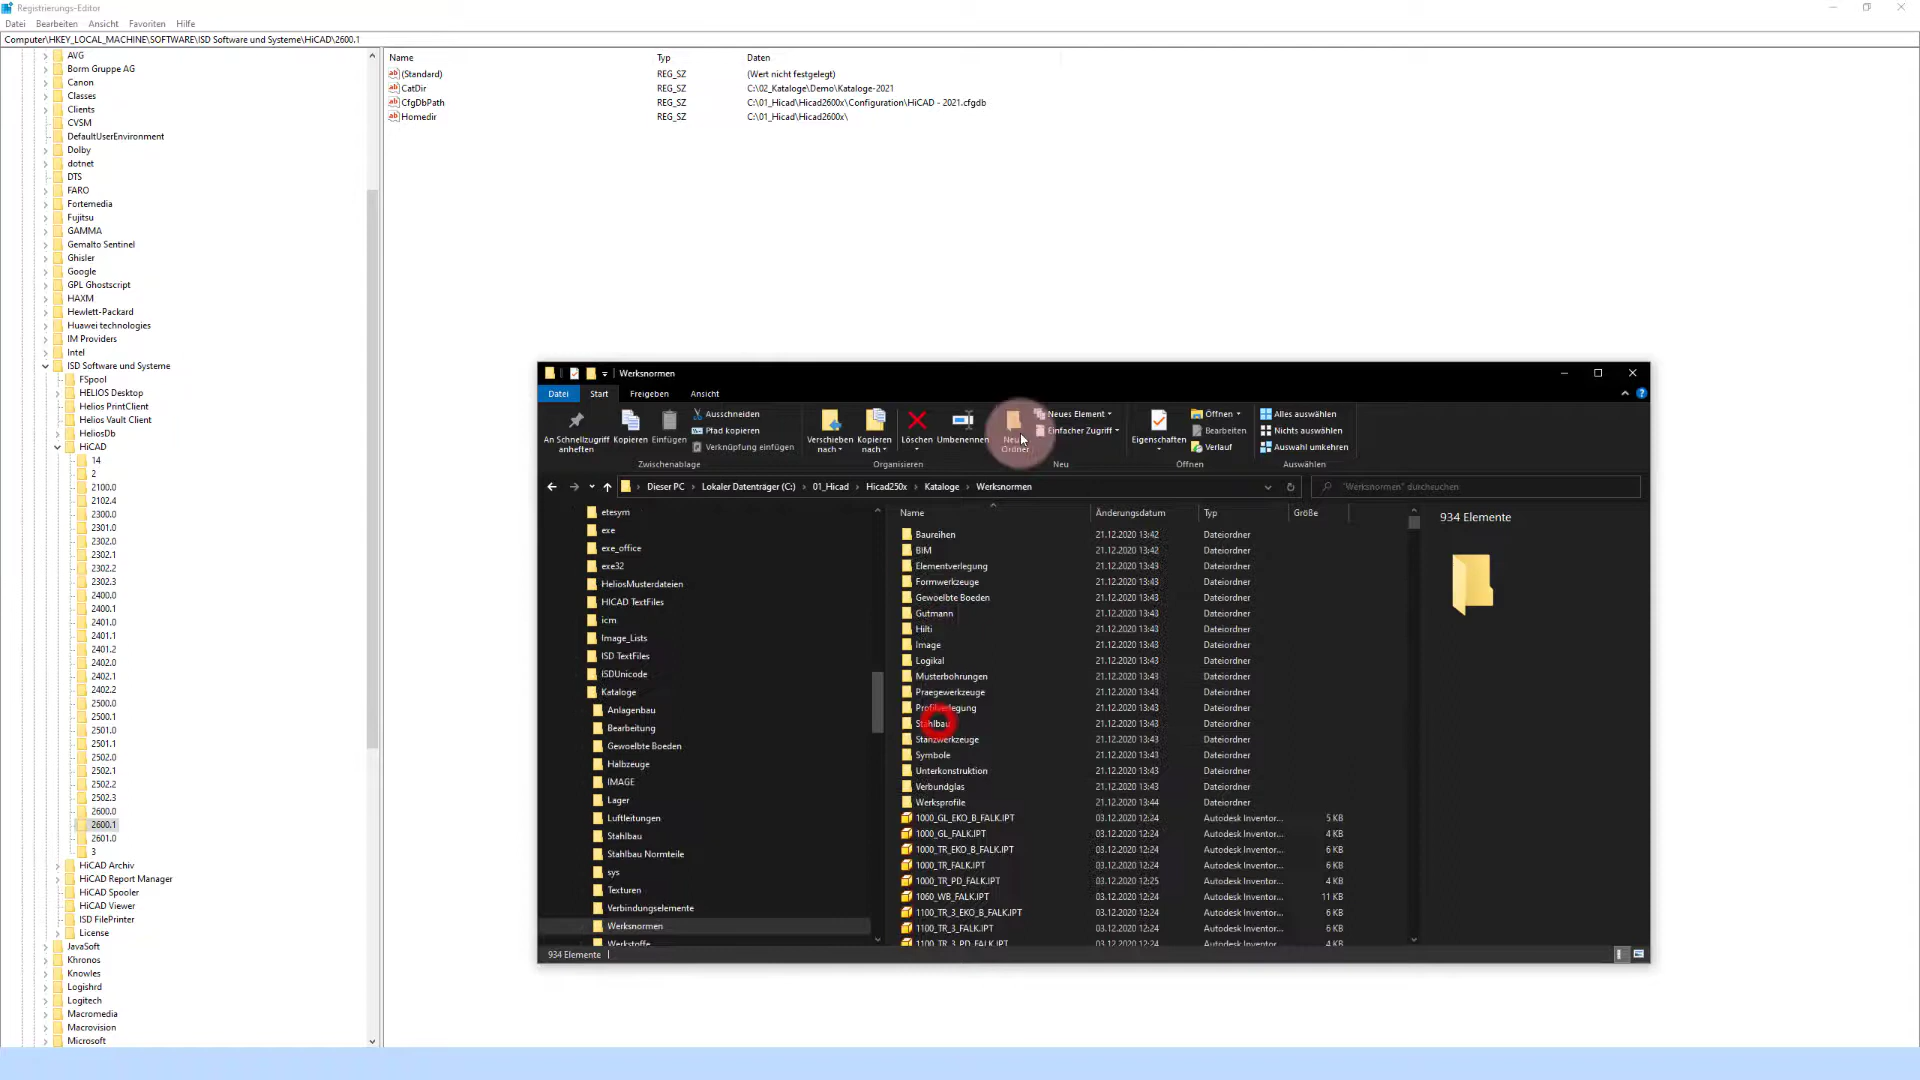 Registrierungs-Editor
Datei Bearbeiten Ansicht Favoriten Hilfe
Computer\HKEY_LOCAL_MACHINE\SOFTWARE\ISD Software und Systeme\HiCAD\2600.1
AVG
Borm Gruppe AG
Canon
Classes
Clients
CVSM
DefaultUserEnvironment
Dolby
dotnet
DTS
FARO
Fortemedia
Fujitsu
GAMMA
Gemalto Sentinel
Ghisler
Google
GPL Ghostscript
HAXM
Hewlett-Packard
Huawei technologies
IM Providers
Intel
ISD Software und Systeme
FSpool
HELIOS Desktop
Helios PrintClient
Helios Vault Client
HeliosDb
HiCAD
14
2
2100.0
2102.4
2300.0
2301.0
2302.0
2302.1
2302.2
2302.3
2400.0
2400.1
2401.0
2401.1
2401.2
2402.0
2402.1
2402.2
2500.0
2500.1
2501.0
2501.1
2502.0
2502.1
2502.2
2502.3
2600.0
2600.1
2601.0
3
HiCAD Archiv
HiCAD Report Manager
HiCAD Spooler
HiCAD Viewer
ISD FilePrinter
License
JavaSoft
Khronos
Knowles
Logishrd
Logitech
Macromedia
Macrovision
Microsoft
Name Typ Daten
(Standard) REG_SZ (Wert nicht festgelegt)
CatDir REG_SZ C:\02_Kataloge\Demo\Kataloge-2021
CfgDbPath REG_SZ C:\01_Hicad\Hicad2600x\Configuration\HiCAD - 2021.cfgdb
Homedir REG_SZ C:\01_Hicad\Hicad2600x\
Werksnormen
Datei Start Freigeben Ansicht
An Schnellzugriff anheften
Kopieren
Einfügen
Ausschneiden
Pfad kopieren
Verknüpfung einfügen
Verschieben nach
Kopieren nach
Löschen
Umbenennen
Neuer Ordner
Neues Element
Einfacher Zugriff
Eigenschaften
Öffnen
Bearbeiten
Verlauf
Alles auswählen
Nichts auswählen
Auswahl umkehren
Zwischenablage Organisieren Neu Öffnen Auswählen
Dieser PC › Lokaler Datenträger (C:) › 01_Hicad › Hicad250x › Kataloge › Werksnormen
"Werksnormen" durchsuchen
etesym
exe
exe_office
exe32
HeliosMusterdateien
HICAD TextFiles
icm
Image_Lists
ISD TextFiles
ISDUnicode
Kataloge
Anlagenbau
Bearbeitung
Gewoelbte Boeden
Halbzeuge
IMAGE
Lager
Luftleitungen
Stahlbau
Stahlbau Normteile
sys
Texturen
Verbindungselemente
Werksnormen
Werkstoffe
Name Änderungsdatum Typ Größe
Baureihen 21.12.2020 13:42 Dateiordner
BIM 21.12.2020 13:42 Dateiordner
Elementverlegung 21.12.2020 13:43 Dateiordner
Formwerkzeuge 21.12.2020 13:43 Dateiordner
Gewoelbte Boeden 21.12.2020 13:43 Dateiordner
Gutmann 21.12.2020 13:43 Dateiordner
Hilti 21.12.2020 13:43 Dateiordner
Image 21.12.2020 13:43 Dateiordner
Logikal 21.12.2020 13:43 Dateiordner
Musterbohrungen 21.12.2020 13:43 Dateiordner
Praegewerkzeuge 21.12.2020 13:43 Dateiordner
Profilverlegung 21.12.2020 13:43 Dateiordner
Stahlbau 21.12.2020 13:43 Dateiordner
Stanzwerkzeuge 21.12.2020 13:43 Dateiordner
Symbole 21.12.2020 13:43 Dateiordner
Unterkonstruktion 21.12.2020 13:43 Dateiordner
Verbundglas 21.12.2020 13:43 Dateiordner
Werksprofile 21.12.2020 13:44 Dateiordner
1000_GL_EKO_B_FALK.IPT 03.12.2020 12:24 Autodesk Inventor... 5 KB
1000_GL_FALK.IPT 03.12.2020 12:24 Autodesk Inventor... 4 KB
1000_TR_EKO_B_FALK.IPT 03.12.2020 12:24 Autodesk Inventor... 6 KB
1000_TR_FALK.IPT 03.12.2020 12:24 Autodesk Inventor... 6 KB
1000_TR_PD_FALK.IPT 03.12.2020 12:25 Autodesk Inventor... 4 KB
1060_WB_FALK.IPT 03.12.2020 12:24 Autodesk Inventor... 11 KB
1100_TR_3_EKO_B_FALK.IPT 03.12.2020 12:24 Autodesk Inventor... 6 KB
1100_TR_3_FALK.IPT 03.12.2020 12:24 Autodesk Inventor... 6 KB
1100_TR_3_PD_FALK.IPT 03.12.2020 12:24 Autodesk Inventor... 4 KB
934 Elemente
934 Elemente